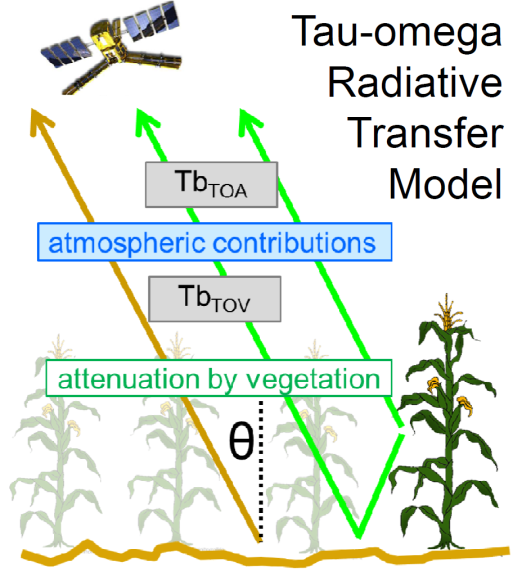 Tau-omega
Radiative
Transfer
Model
Tb_TOA
atmospheric contributions
Tb_TOV
attenuation by vegetation
θ